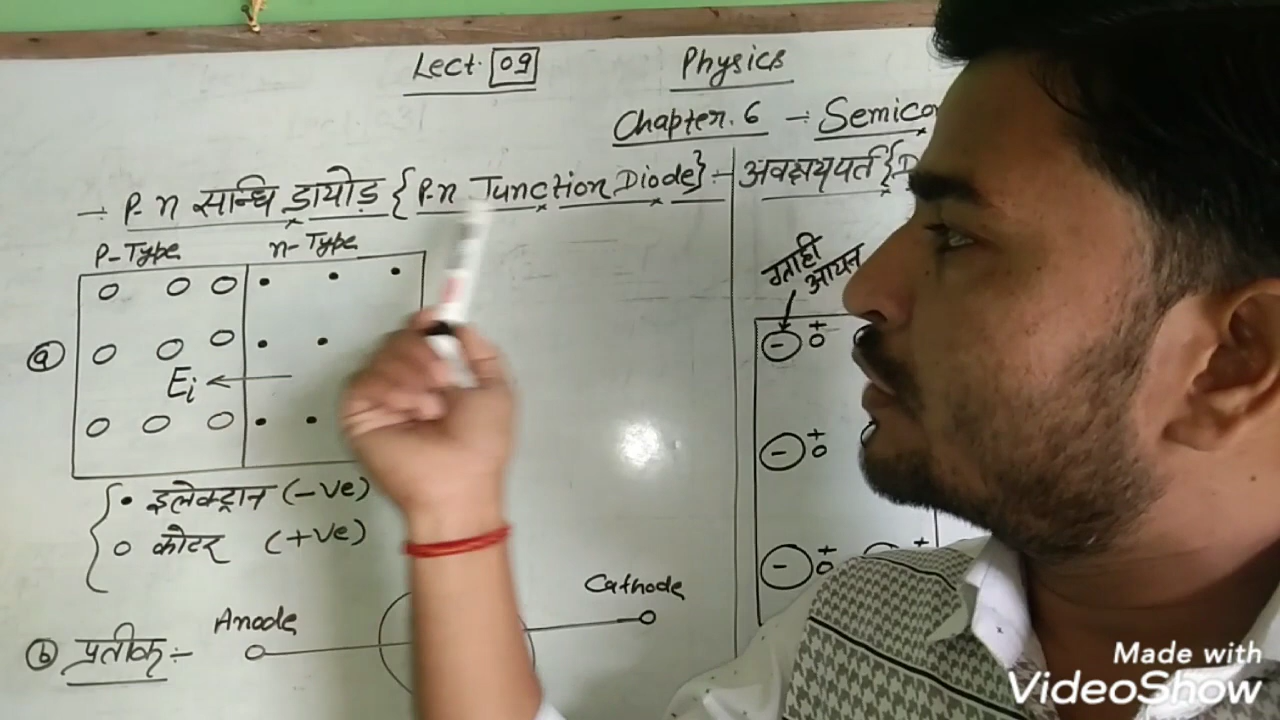 Lect. 09
Physics
Chapter. 6 -: Semico
-: P-n सन्धि ड्रायोड़ {P-n Junction Diode} :-
अवक्षयपर्त {D
P-Type n-Type
ⓐ
Ei
• इलेक्ट्रान (-ve)
o कोटर (+ve)
ⓑ प्रतीक :-
Anode
Cathode
आयन
- +
- +
- +
Made with
VideoShow